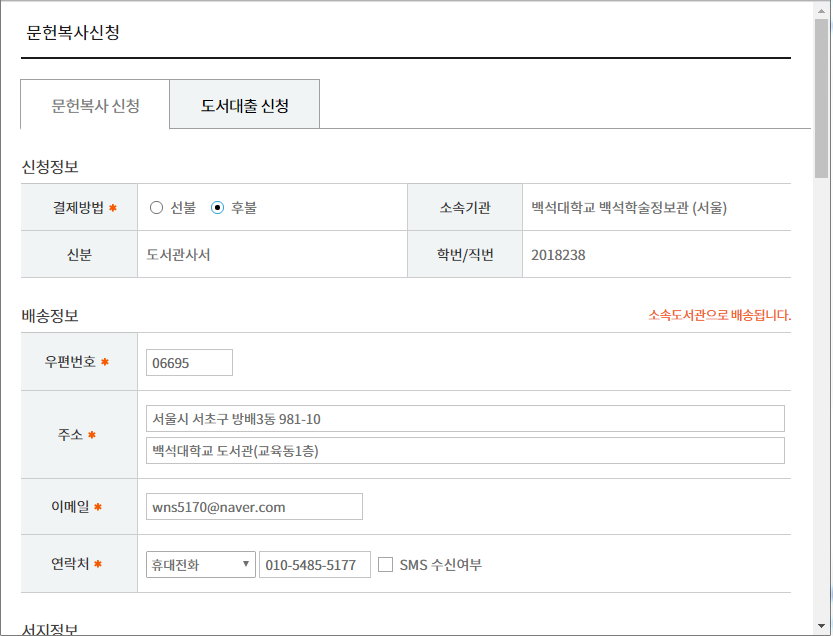 문헌복사신청
문헌복사 신청 도서대출 신청
신청정보
결제방법 * 선불 후불 소속기관 백석대학교 백석학술정보관 (서울)
신분 도서관사서 학번/직번 2018238
배송정보 소속도서관으로 배송됩니다.
우편번호 * 06695
주소 * 서울시 서초구 방배3동 981-10
백석대학교 도서관(교육동1층)
이메일 * wns5170@naver.com
연락처 * 휴대전화 010-5485-5177 SMS 수신여부
서지정보